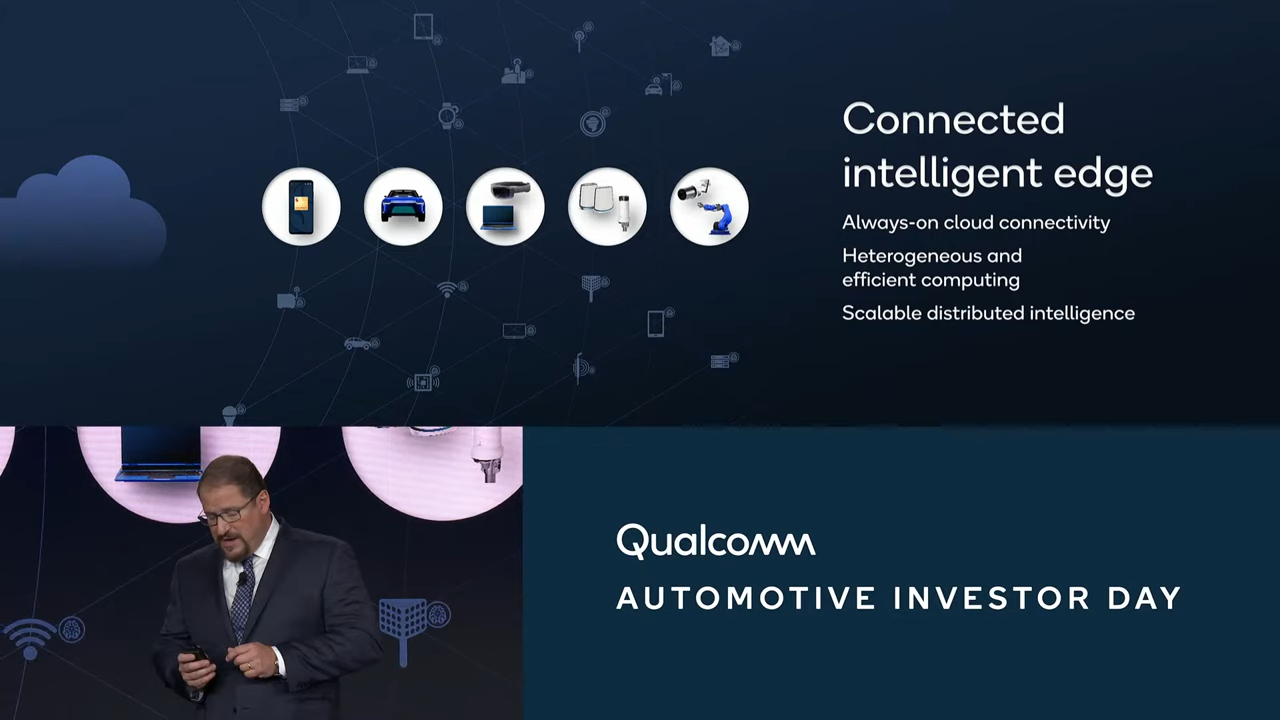 Connected
intelligent edge
Always-on cloud connectivity
Heterogeneous and
efficient computing
Scalable distributed intelligence
Qualcomm
AUTOMOTIVE INVESTOR DAY